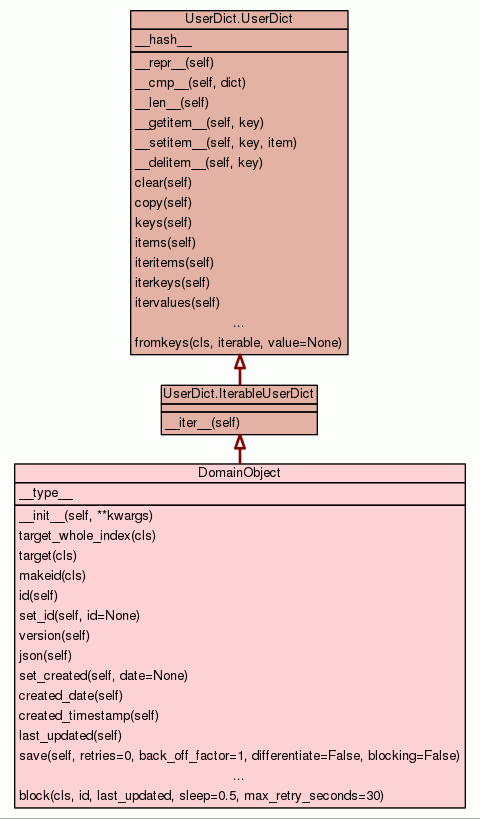 UserDict.UserDict
__hash__
__repr__(self)
__cmp__(self, dict)
__len__(self)
__getitem__(self, key)
__setitem__(self, key, item)
__delitem__(self, key)
clear(self)
copy(self)
keys(self)
items(self)
iteritems(self)
iterkeys(self)
itervalues(self)
...
fromkeys(cls, iterable, value=None)
UserDict.IterableUserDict
__iter__(self)
DomainObject
__type__
__init__(self, **kwargs)
target_whole_index(cls)
target(cls)
makeid(cls)
id(self)
set_id(self, id=None)
version(self)
json(self)
set_created(self, date=None)
created_date(self)
created_timestamp(self)
last_updated(self)
save(self, retries=0, back_off_factor=1, differentiate=False, blocking=False)
...
block(cls, id, last_updated, sleep=0.5, max_retry_seconds=30)